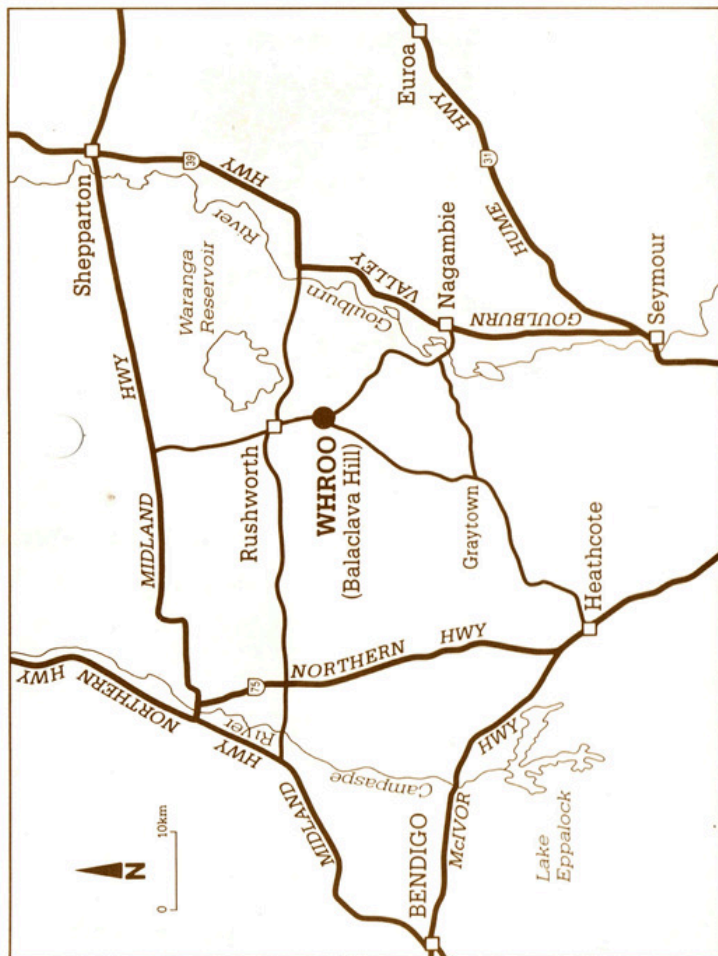 N
0 10km
NORTHERN
HWY
River
HWY
MIDLAND
HWY
MIDLAND
Shepparton
39
HWY
River
Waranga
Reservoir
Goulburn
VALLEY
Nagambie
GOULBURN
Euroa
HWY
31
HUME
Seymour
Rushworth
WHROO
(Balaclava Hill)
Graytown
Heathcote
75
NORTHERN
HWY
Campaspe
BENDIGO
McIVOR
HWY
Lake
Eppalock